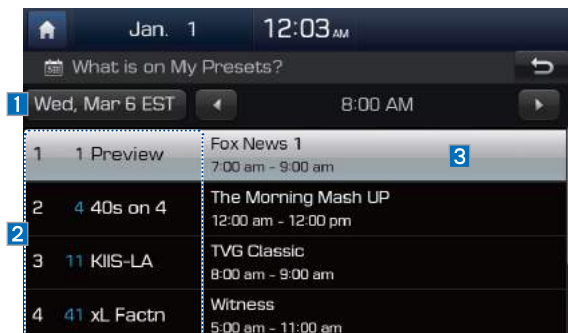 Jan. 1 12:03 AM
What is on My Presets?
1 Wed, Mar 6 EST 8:00 AM
1 1 Preview Fox News 1
7:00 am - 9:00 am 3
2 4 40s on 4 The Morning Mash UP
12:00 am - 12:00 pm
2
3 11 KIIS-LA TVG Classic
8:00 am - 9:00 am
4 41 xL Factn Witness
5:00 am - 11:00 am